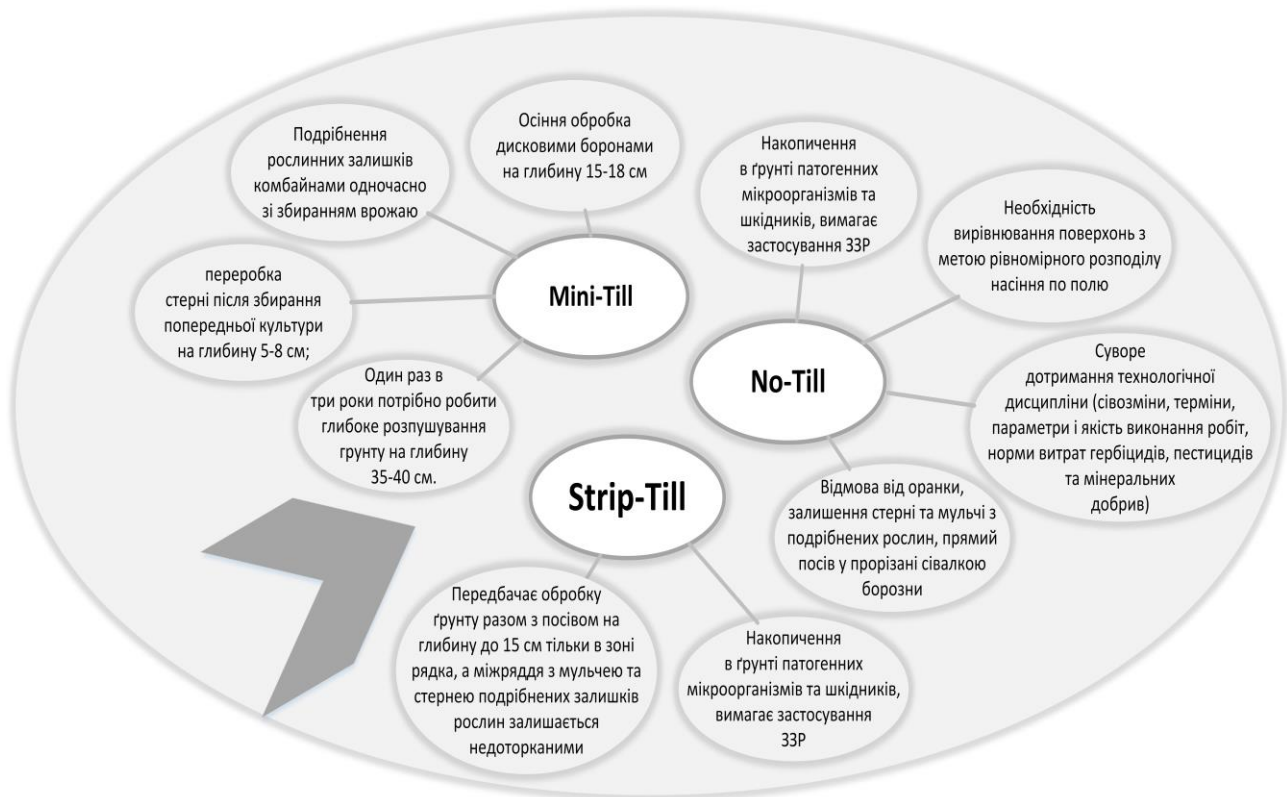 Подрібнення
рослинних залишків
комбайнами одночасно
зі збиранням врожаю
Осіння обробка
дисковими боронами
на глибину 15-18 см
переробка
стерні після збирання
попередньої культури
на глибину 5-8 см;
Один раз в
три роки потрібно робити
глибоке розпушування
грунту на глибину
35-40 см.
Mini-Till
Накопичення
в ґрунті патогенних
мікроорганізмів та
шкідників, вимагає
застосування ЗЗР
Необхідність
вирівнювання поверхонь з
метою рівномірного розподілу
насіння по полю
No-Till
Суворе
дотримання технологічної
дисципліни (сівозміни, терміни,
параметри і якість виконання робіт,
норми витрат гербіцидів, пестицидів
та мінеральних
добрив)
Відмова від оранки,
залишення стерні та мульчі з
подрібнених рослин, прямий
посів у прорізані сівалкою
борозни
Strip-Till
Передбачає обробку
ґрунту разом з посівом на
глибину до 15 см тільки в зоні
рядка, а міжряддя з мульчею та
стернею подрібнених залишків
рослин залишається
недоторканими
Накопичення
в ґрунті патогенних
мікроорганізмів та шкідників,
вимагає застосування
ЗЗР